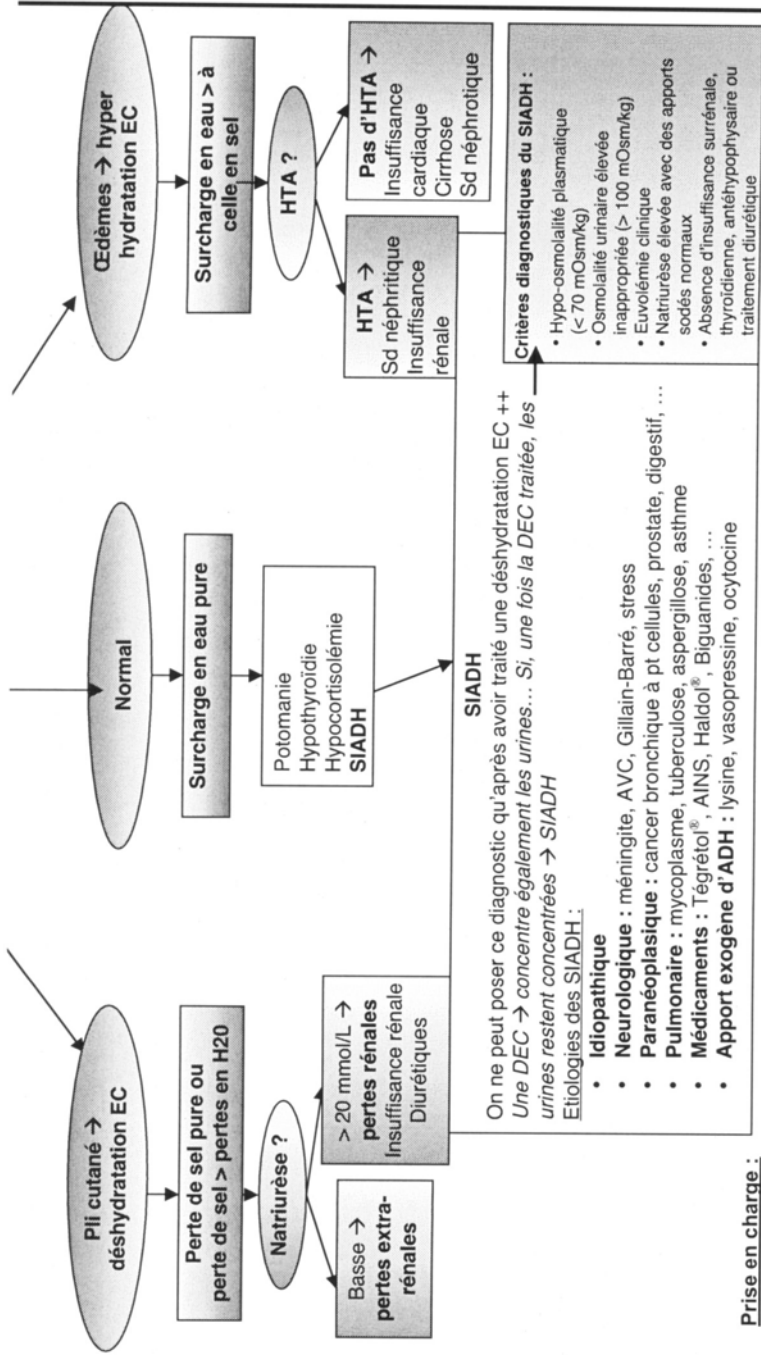 Pli cutané →
déshydratation EC
Perte de sel pure ou
perte de sel > pertes en H20
Natriurèse ?
Basse →
pertes extra-
rénales
> 20 mmol/L →
pertes rénales
Insuffisance rénale
Diurétiques
Normal
Surcharge en eau pure
Potomanie
Hypothyroïdie
Hypocortisolémie
SIADH
Œdèmes → hyper
hydratation EC
Surcharge en eau > à
celle en sel
HTA ?
HTA →
Sd néphritique
Insuffisance
rénale
Pas d'HTA →
Insuffisance
cardiaque
Cirrhose
Sd néphrotique
SIADH
On ne peut poser ce diagnostic qu'après avoir traité une déshydratation EC ++
Une DEC → concentre également les urines... Si, une fois la DEC traitée, les
urines restent concentrées → SIADH
Etiologies des SIADH :
• Idiopathique
• Neurologique : méningite, AVC, Gillain-Barré, stress
• Paranéoplasique : cancer bronchique à pt cellules, prostate, digestif, ...
• Pulmonaire : mycoplasme, tuberculose, aspergillose, asthme
• Médicaments : Tégrétol®, AINS, Haldol®, Biguanides, ...
• Apport exogène d'ADH : lysine, vasopressine, ocytocine
Critères diagnostiques du SIADH :
• Hypo-osmolalité plasmatique
(< 70 mOsm/kg)
• Osmolalité urinaire élevée
inappropriée (> 100 mOsm/kg)
• Euvolémie clinique
• Natriurèse élevée avec des apports
sodés normaux
• Absence d'insuffisance surrénale,
thyroïdienne, antéhypophysaire ou
traitement diurétique
Prise en charge :